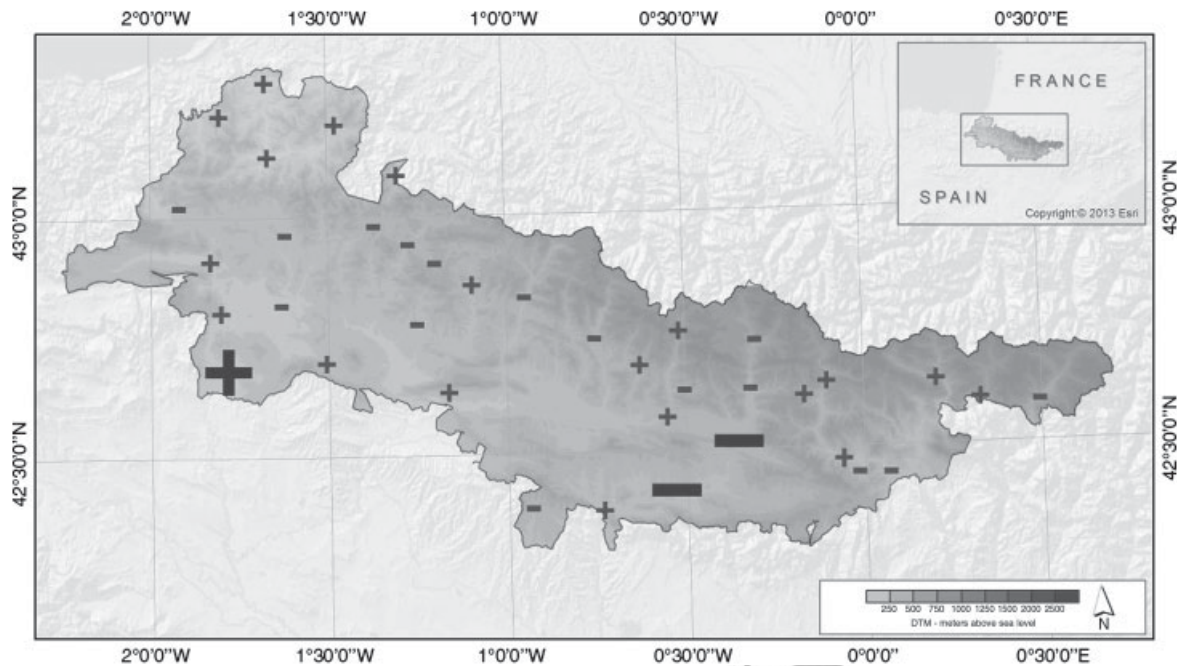 2°0'0"W 1°30'0"W 1°0'0"W 0°30'0"W 0°0'0" 0°30'0"E
FRANCE
SPAIN
Copyright:© 2013 Esri
43°0'0"N 43°0'0"N
42°30'0"N 42°30'0"N
250 500 750 1000 1250 1500 2000 2500
DTM - meters above sea level
N
2°0'0"W 1°30'0"W 1°0'0"W 0°30'0"W 0°0'0" 0°30'0"E